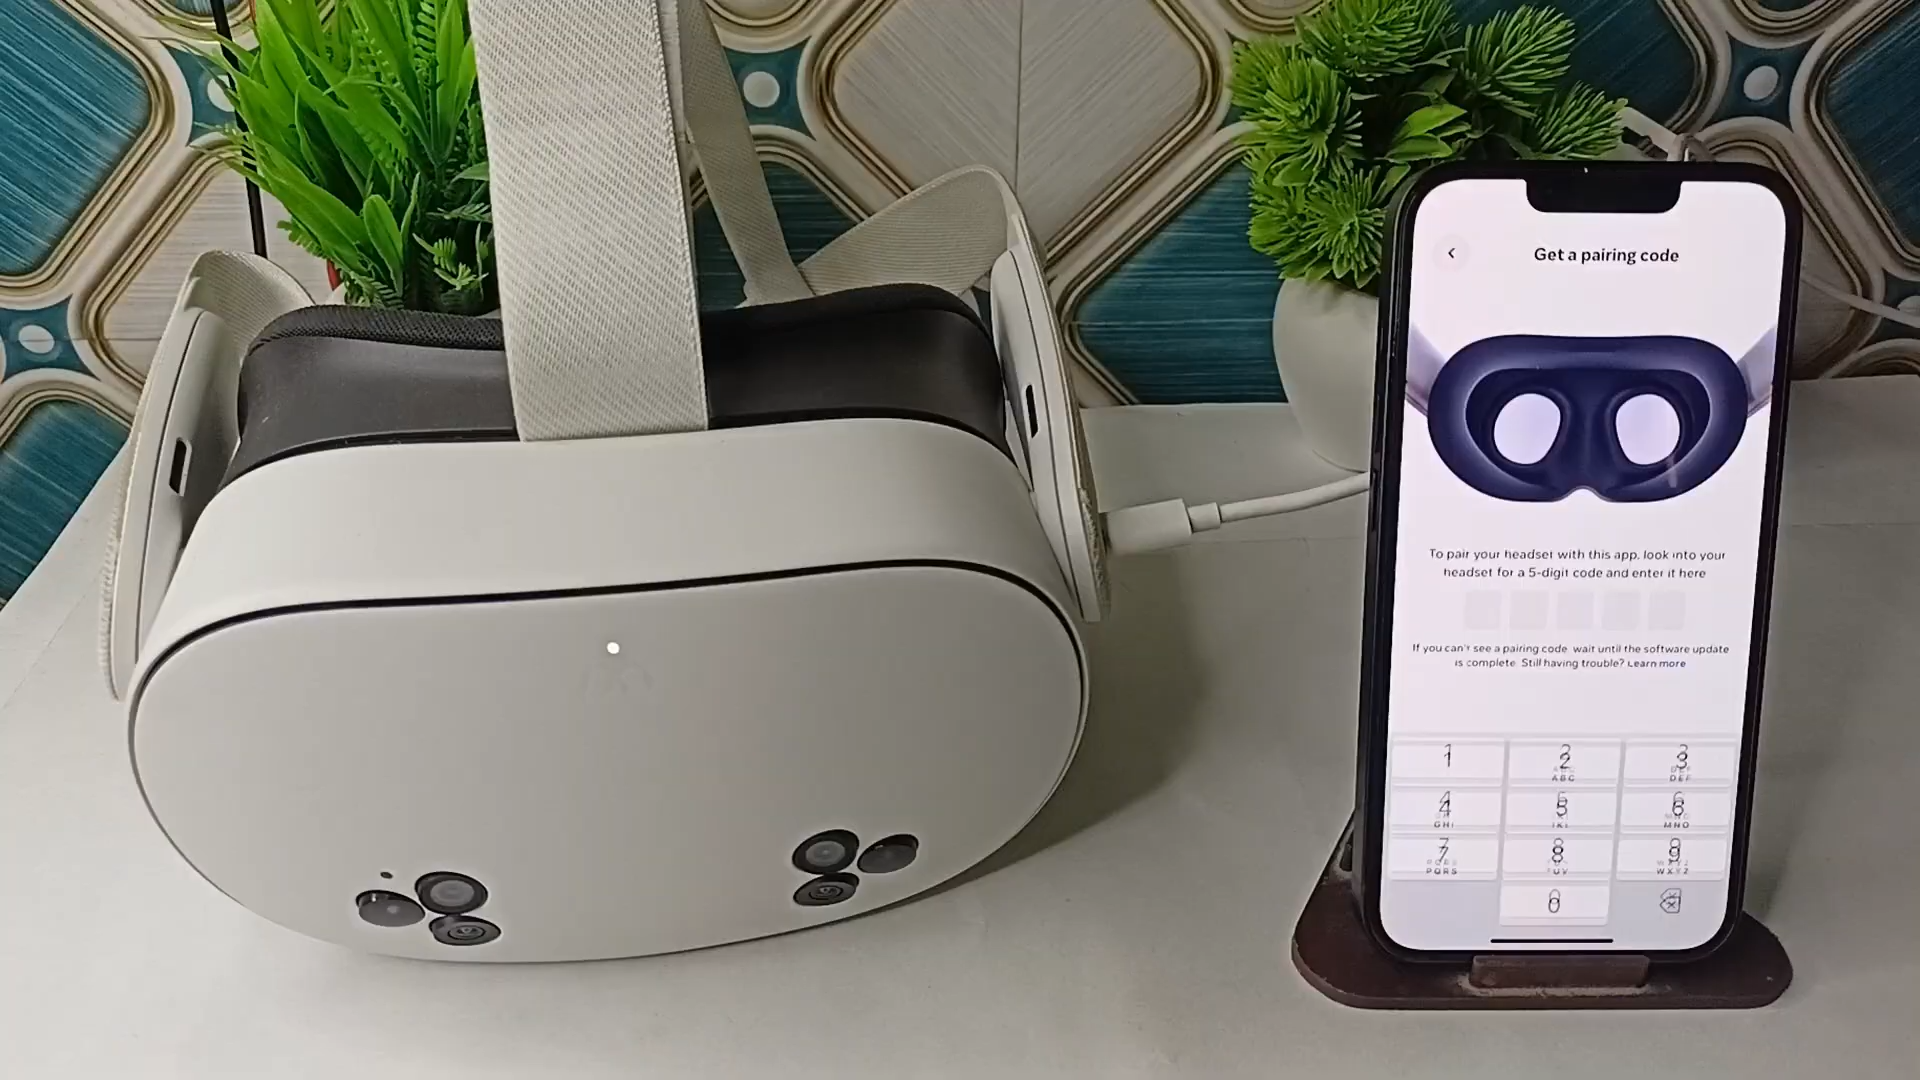 Get a pairing code
To pair your headset with this app, look into your
headset for a 5-digit code and enter it here
If you can't see a pairing code, wait until the software update
is complete. Still having trouble? Learn more
1 2 3
ABC DEF
4 5 6
GHI JKL MNO
7 8 9
PQRS TUV WXYZ
0